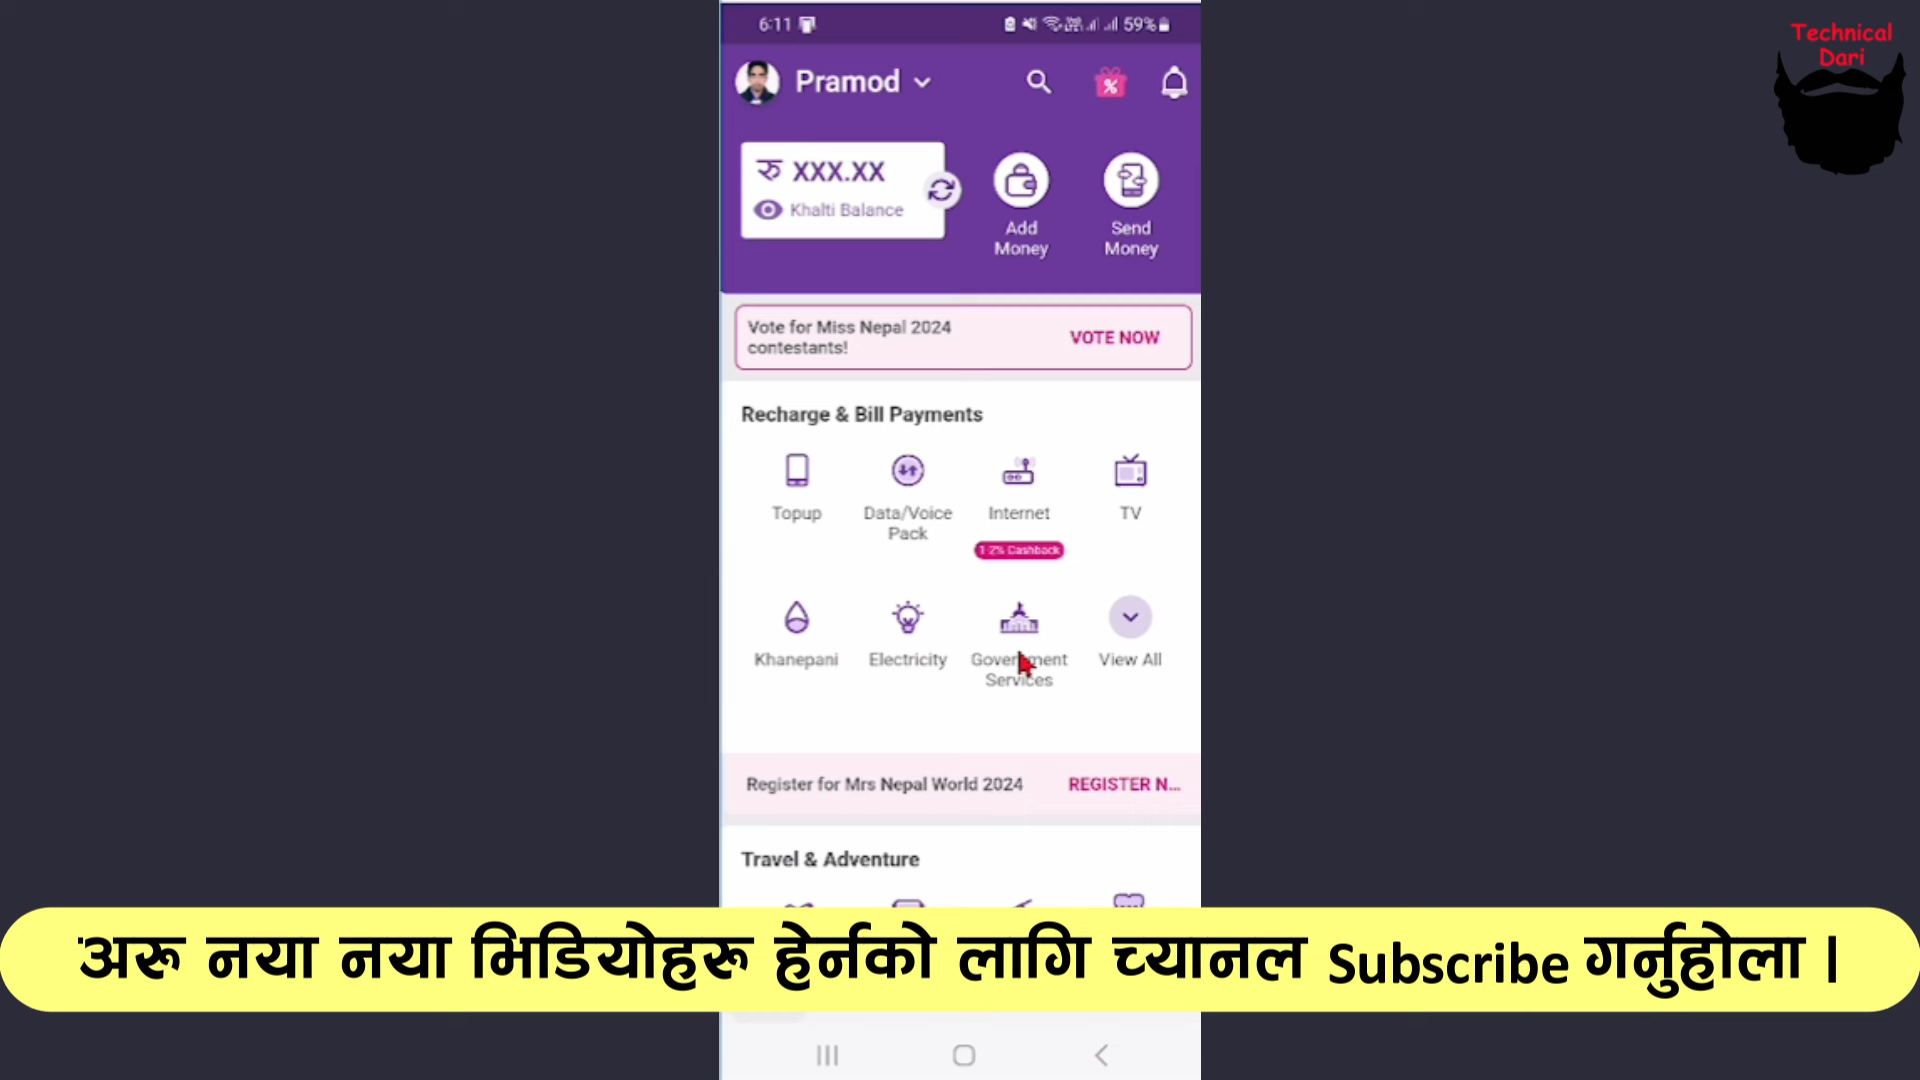 6:11
59%
Technical
Dari
Pramod
रु XXX.XX
Khalti Balance
Add
Money
Send
Money
Vote for Miss Nepal 2024
contestants!
VOTE NOW
Recharge & Bill Payments
Topup
Data/Voice
Pack
Internet
TV
1-2% Cashback
Khanepani
Electricity
Government
Services
View All
Register for Mrs Nepal World 2024
REGISTER N...
Travel & Adventure
अरू नया नया भिडियोहरू हेर्नको लागि च्यानल Subscribe गर्नुहोला |